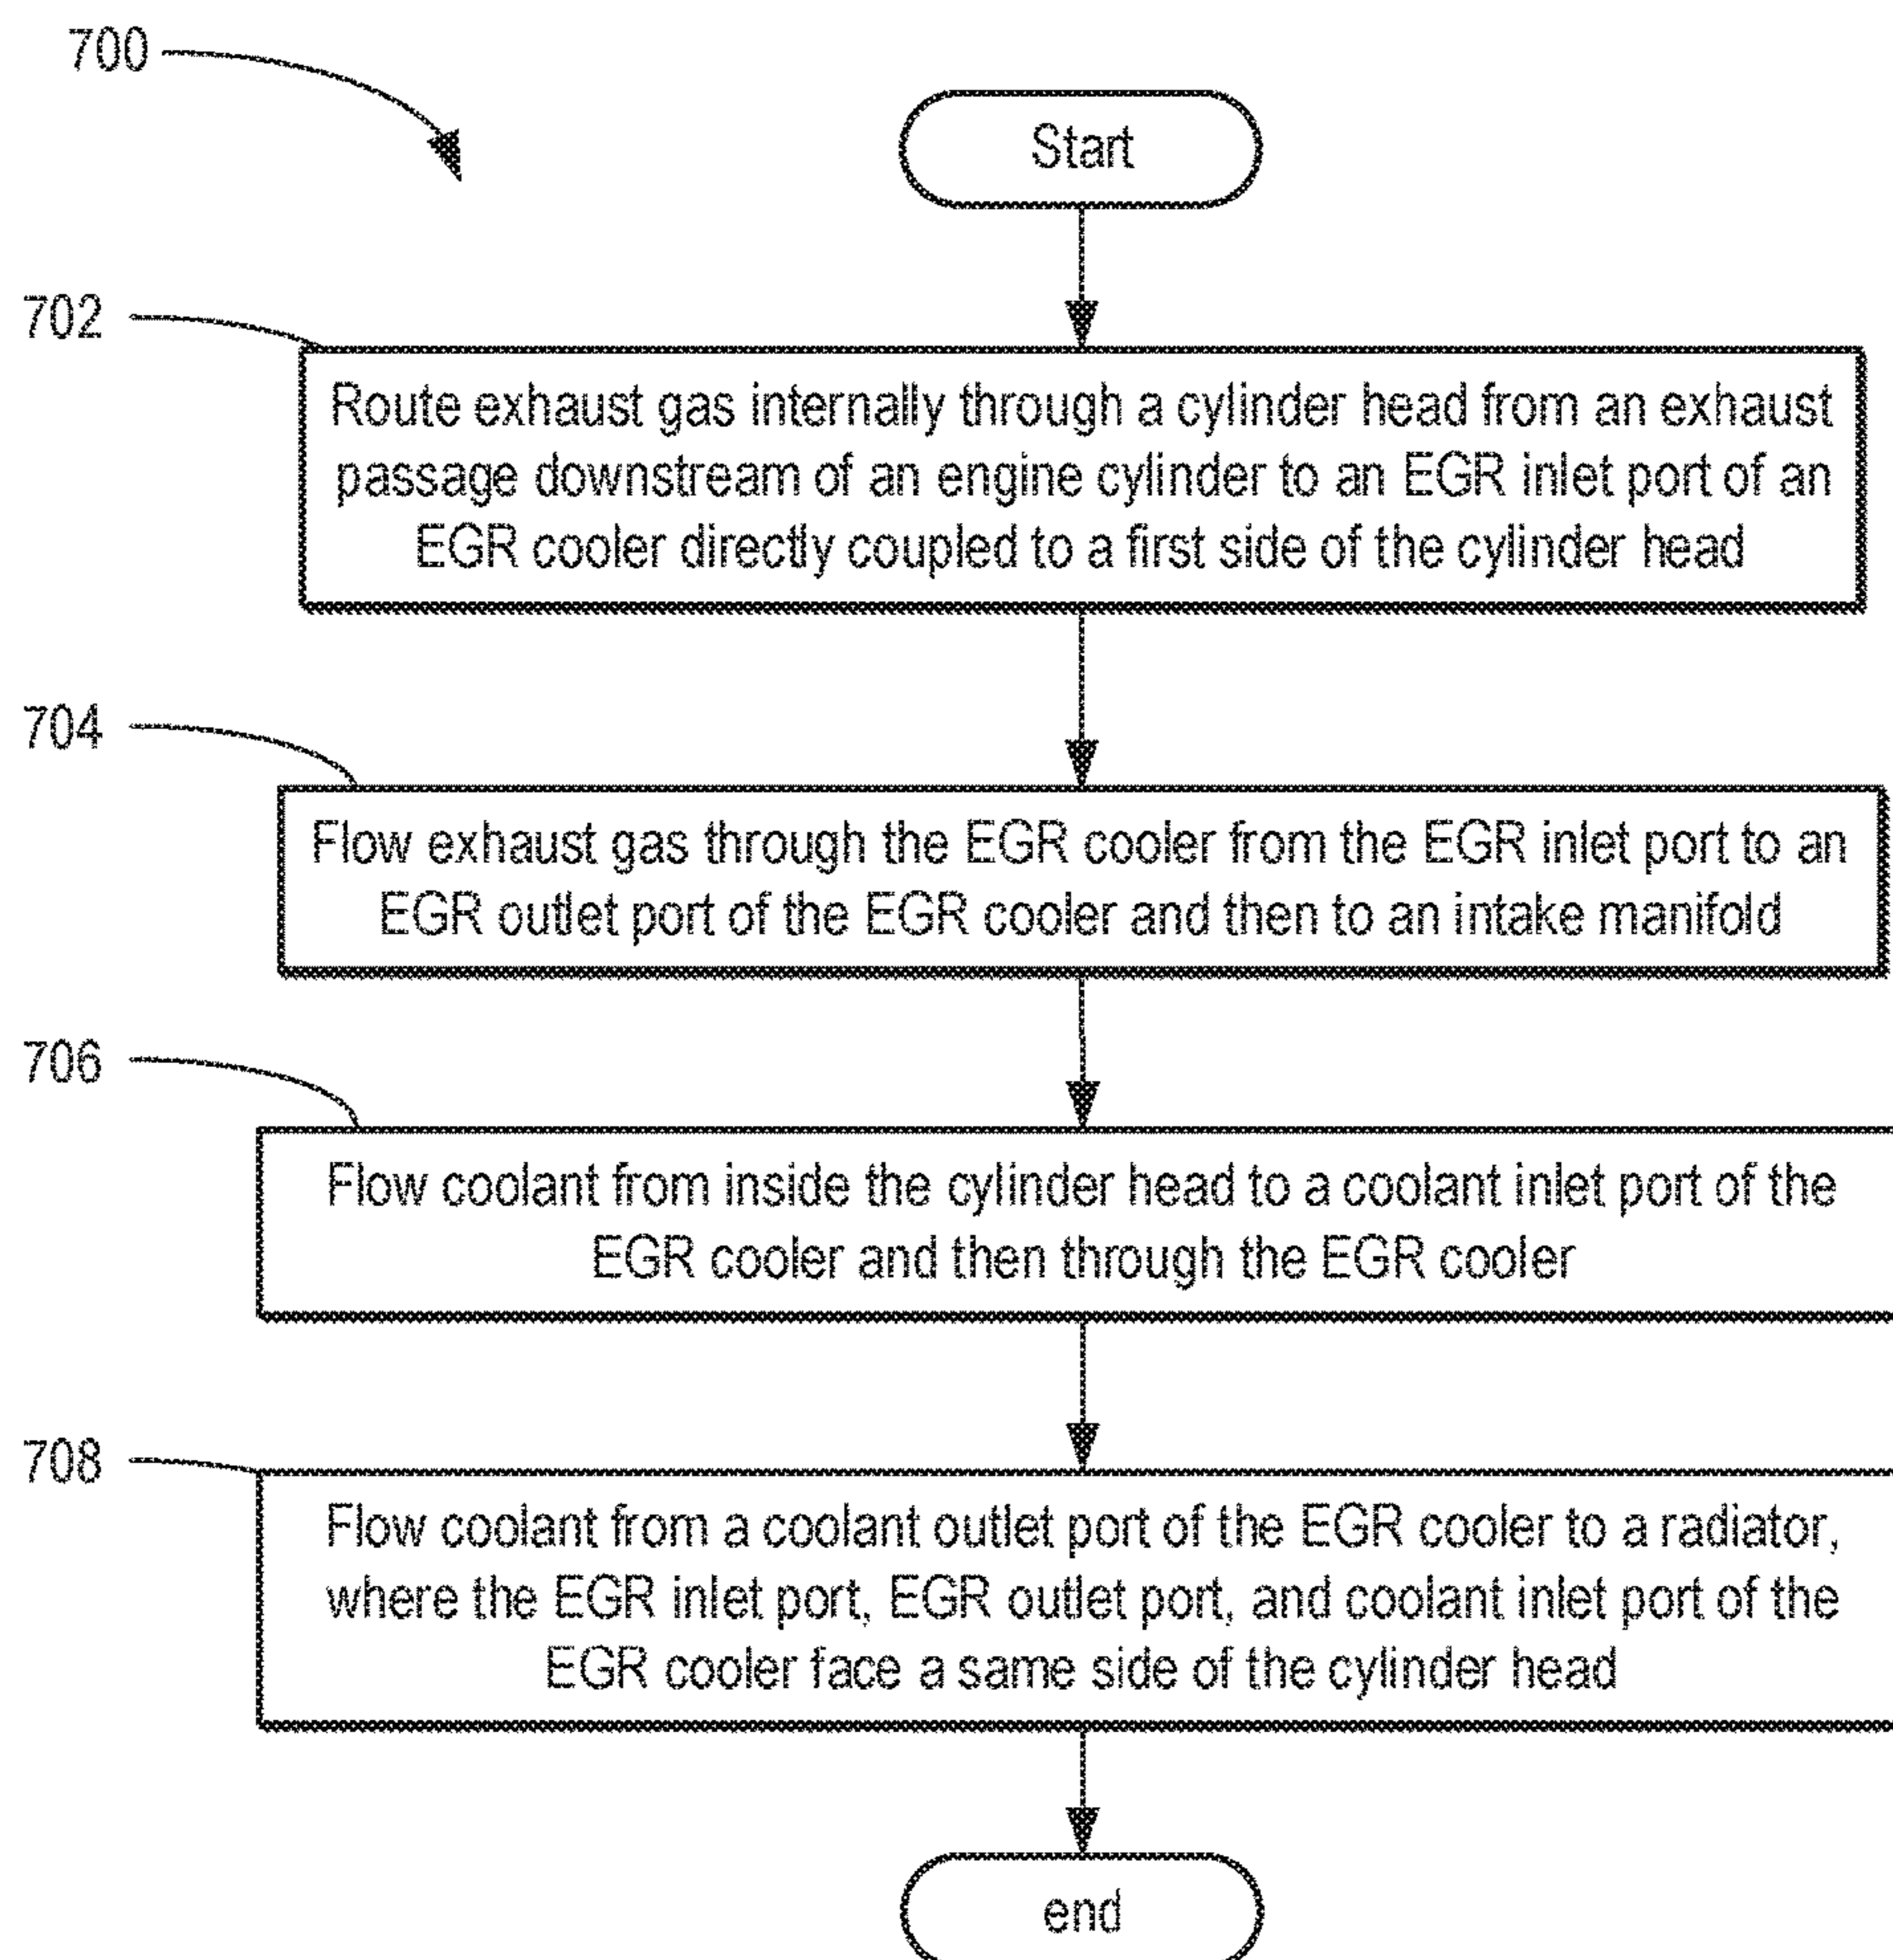 700
Start
702
Route exhaust gas internally through a cylinder head from an exhaust
passage downstream of an engine cylinder to an EGR inlet port of an
EGR cooler directly coupled to a first side of the cylinder head
704
Flow exhaust gas through the EGR cooler from the EGR inlet port to an
EGR outlet port of the EGR cooler and then to an intake manifold
706
Flow coolant from inside the cylinder head to a coolant inlet port of the
EGR cooler and then through the EGR cooler
708
Flow coolant from a coolant outlet port of the EGR cooler to a radiator,
where the EGR inlet port, EGR outlet port, and coolant inlet port of the
EGR cooler face a same side of the cylinder head
end